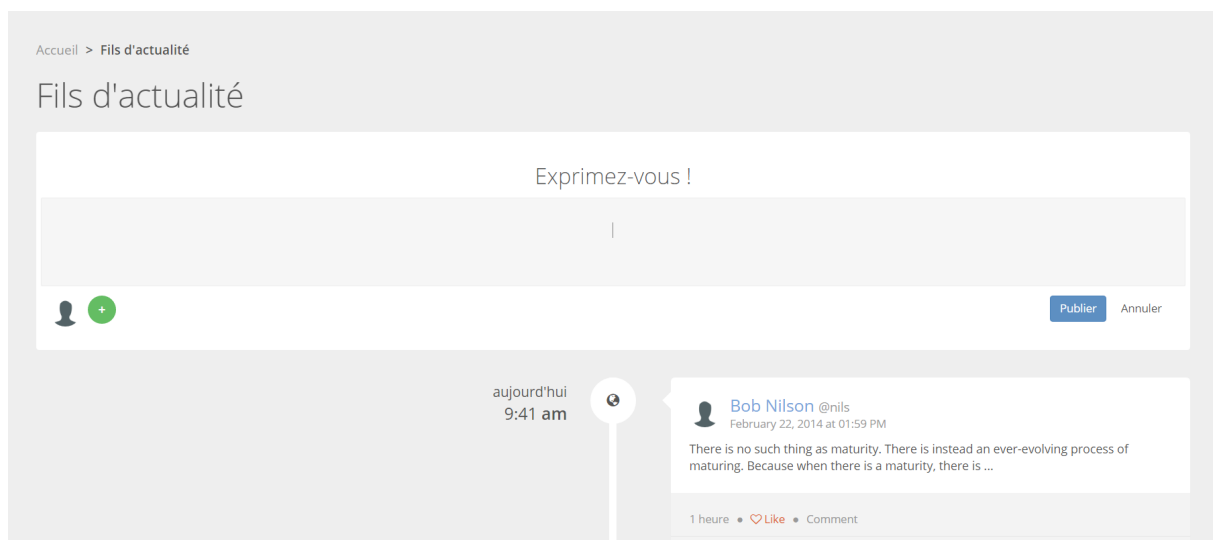 Accueil > Fils d'actualité
Fils d'actualité
Exprimez-vous !
+
Publier Annuler
aujourd'hui
9:41 am
Bob Nilson @nils
February 22, 2014 at 01:59 PM
There is no such thing as maturity. There is instead an ever-evolving process of
maturing. Because when there is a maturity, there is ...
1 heure ● Like ● Comment